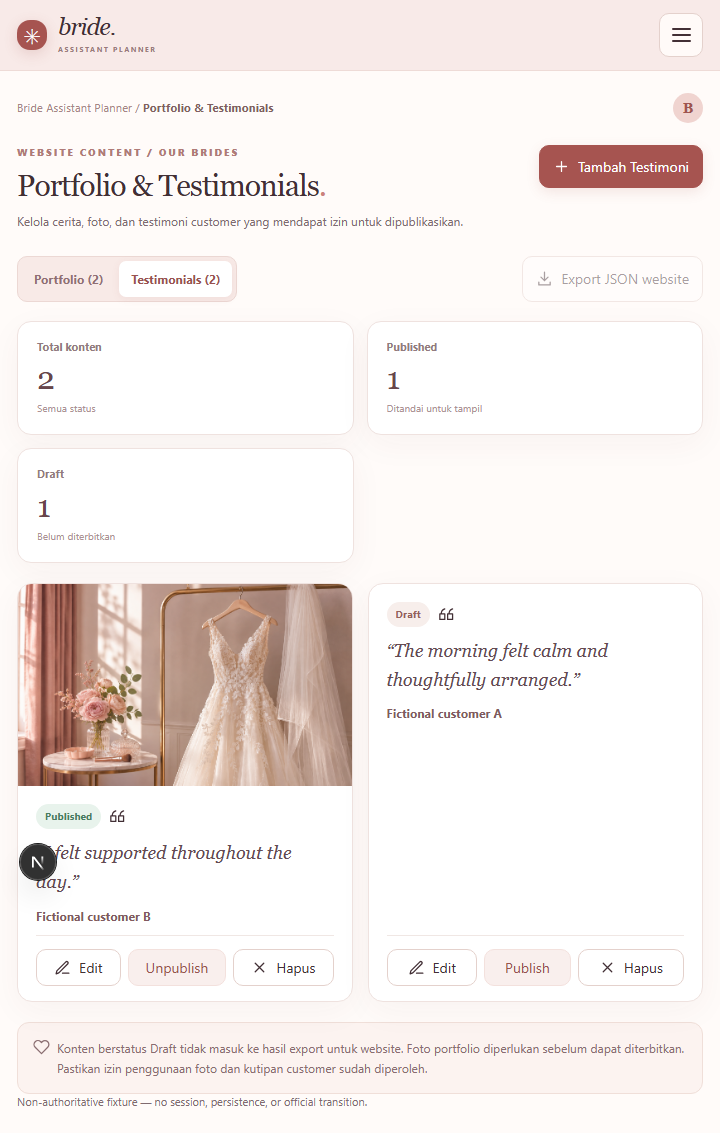 bride.
ASSISTANT PLANNER
Bride Assistant Planner / Portfolio & Testimonials
B
WEBSITE CONTENT / OUR BRIDES
Portfolio & Testimonials.
Kelola cerita, foto, dan testimoni customer yang mendapat izin untuk dipublikasikan.
Tambah Testimoni
Portfolio (2)
Testimonials (2)
Export JSON website
Total konten
2
Semua status
Published
1
Ditandai untuk tampil
Draft
1
Belum diterbitkan
Published
felt supported throughout the
day.”
Fictional customer B
Edit
Unpublish
Hapus
Draft
“The morning felt calm and
thoughtfully arranged.”
Fictional customer A
Edit
Publish
Hapus
N
Konten berstatus Draft tidak masuk ke hasil export untuk website. Foto portfolio diperlukan sebelum dapat diterbitkan.
Pastikan izin penggunaan foto dan kutipan customer sudah diperoleh.
Non-authoritative fixture — no session, persistence, or official transition.